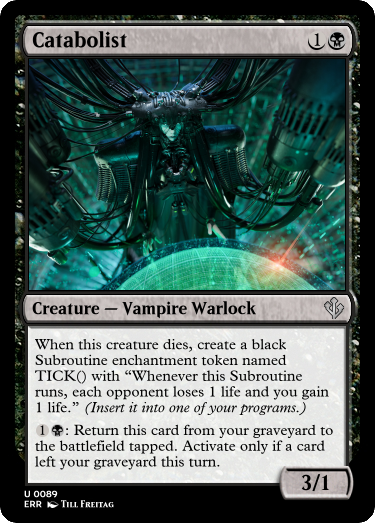 Catabolist 1
Creature — Vampire Warlock
When this creature dies, create a black
Subroutine enchantment token named
TICK() with “Whenever this Subroutine
runs, each opponent loses 1 life and you gain
1 life.” (Insert it into one of your programs.)
1 : Return this card from your graveyard to
the battlefield tapped. Activate only if a card
left your graveyard this turn.
3/1
U 0089
ERR Till Freitag